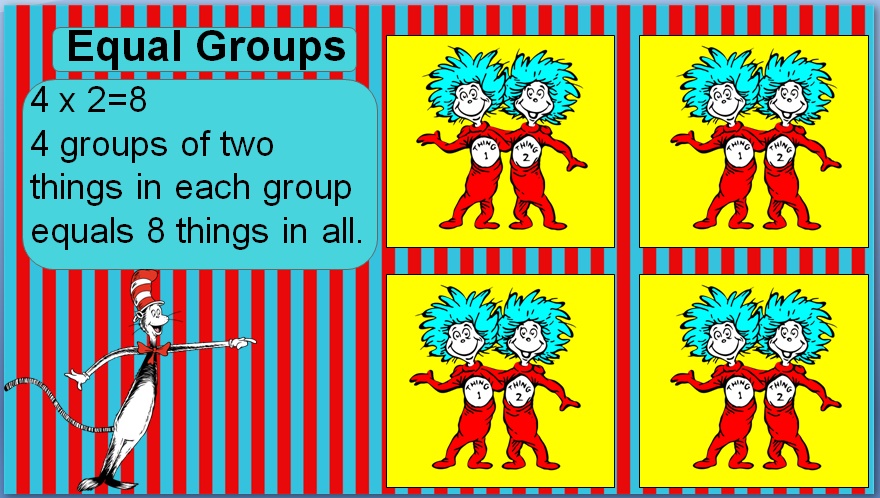 Equal Groups
4 x 2=8
4 groups of two
things in each group
equals 8 things in all.
THING
1
THING
2
THING
1
THING
2
THING
1
THING
2
THING
1
THING
2